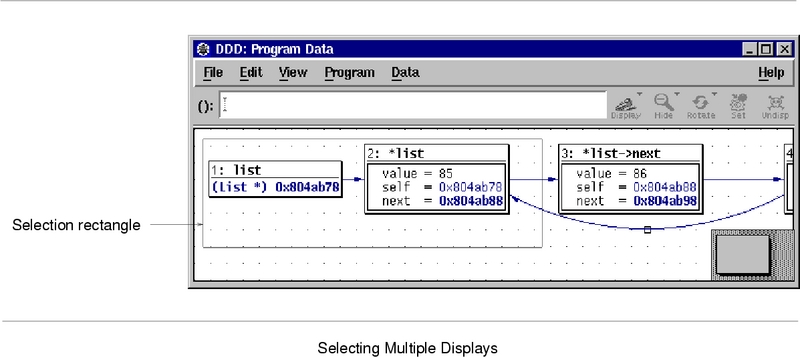 DDD: Program Data
File Edit View Program Data Help
():
Display Hide Rotate Set Undisp
1: list
(List *) 0x804ab78
2: *list
value = 85
self = 0x804ab78
next = 0x804ab88
3: *list->next
value = 86
self = 0x804ab88
next = 0x804ab98
4
Selection rectangle
Selecting Multiple Displays